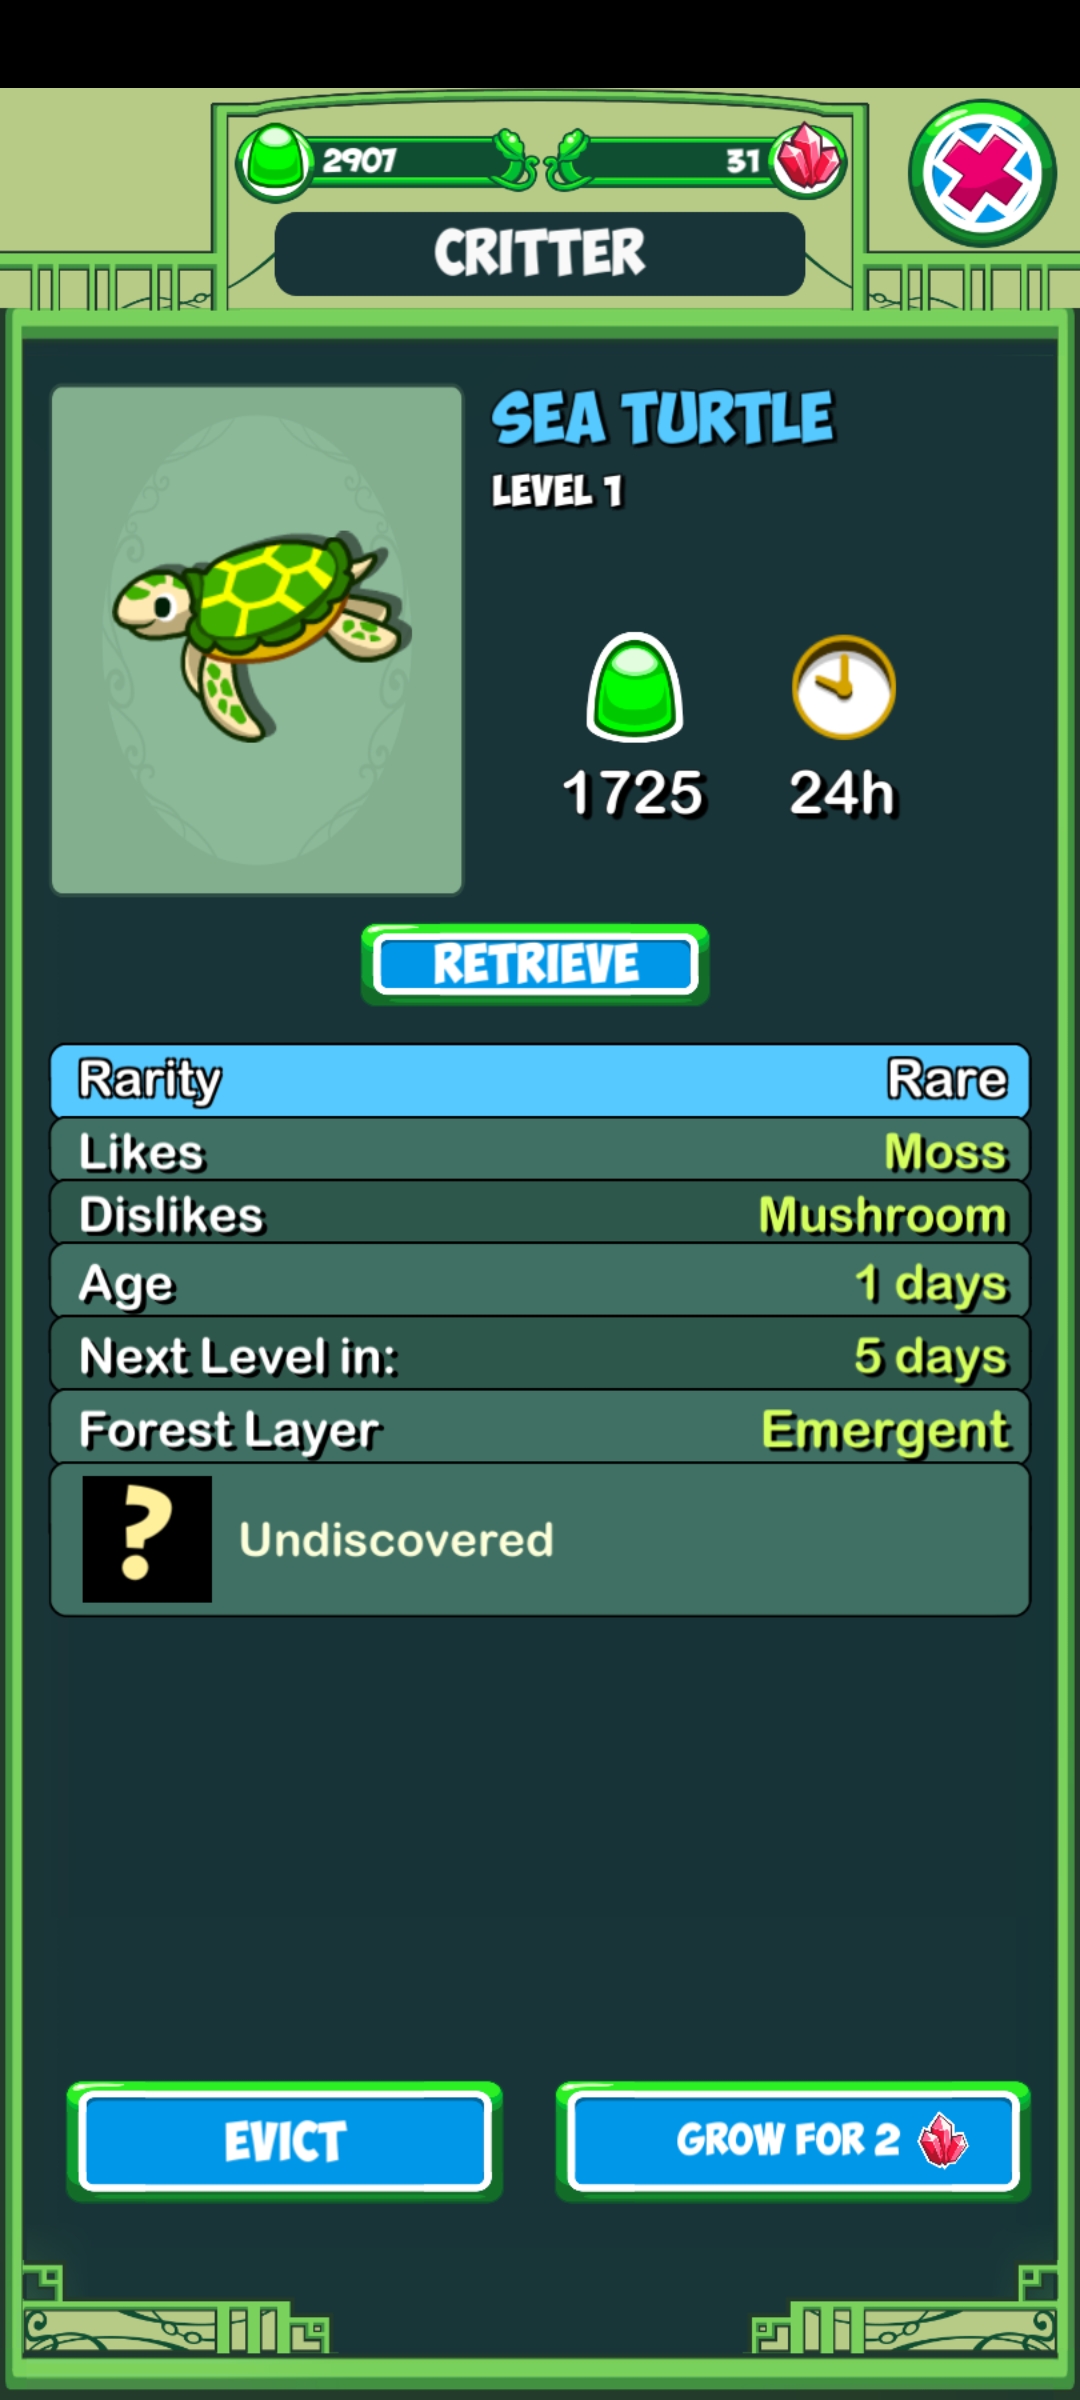 2907
31
CRITTER
SEA TURTLE
LEVEL 1
1725
24h
RETRIEVE
Rarity Rare
Likes Moss
Dislikes Mushroom
Age 1 days
Next Level in: 5 days
Forest Layer Emergent
? Undiscovered
EVICT
GROW FOR 2